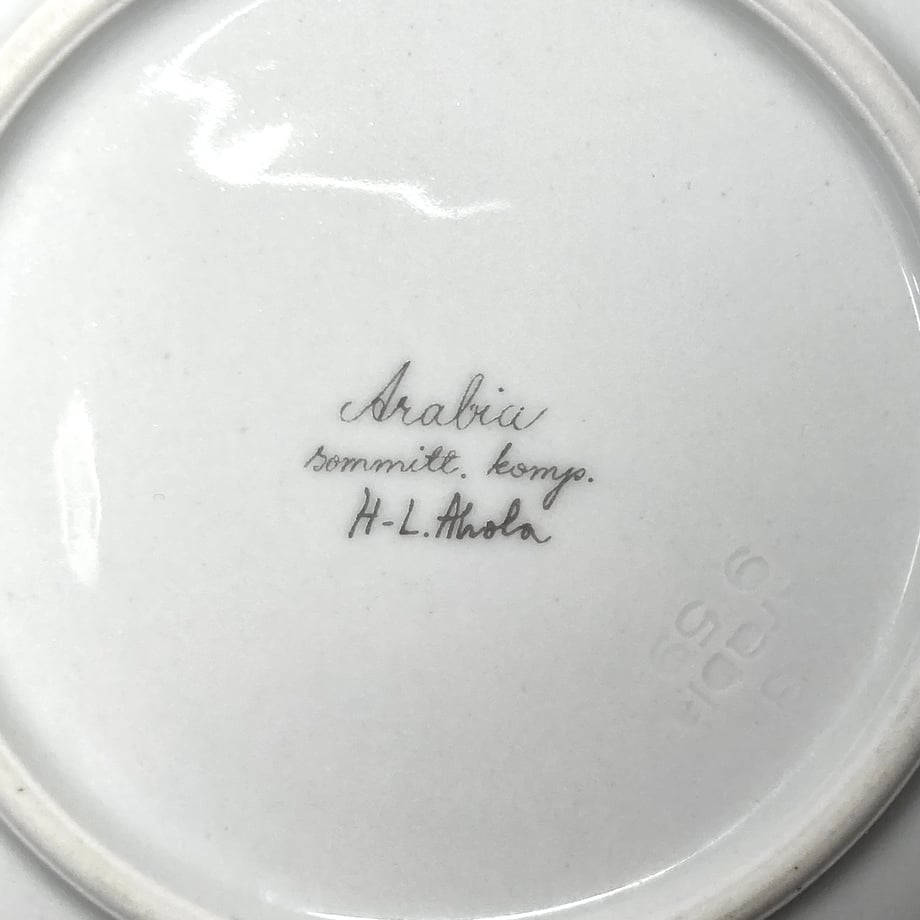 Arabia
sommitt. komp.
H-L. Ahola